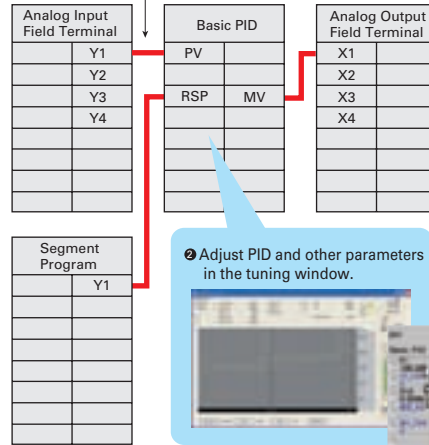 Analog Input
Field Terminal
Y1
Y2
Y3
Y4
Basic PID
PV
RSP MV
Analog Output
Field Terminal
X1
X2
X3
X4
Segment
Program
Y1
❷ Adjust PID and other parameters
in the tuning window.